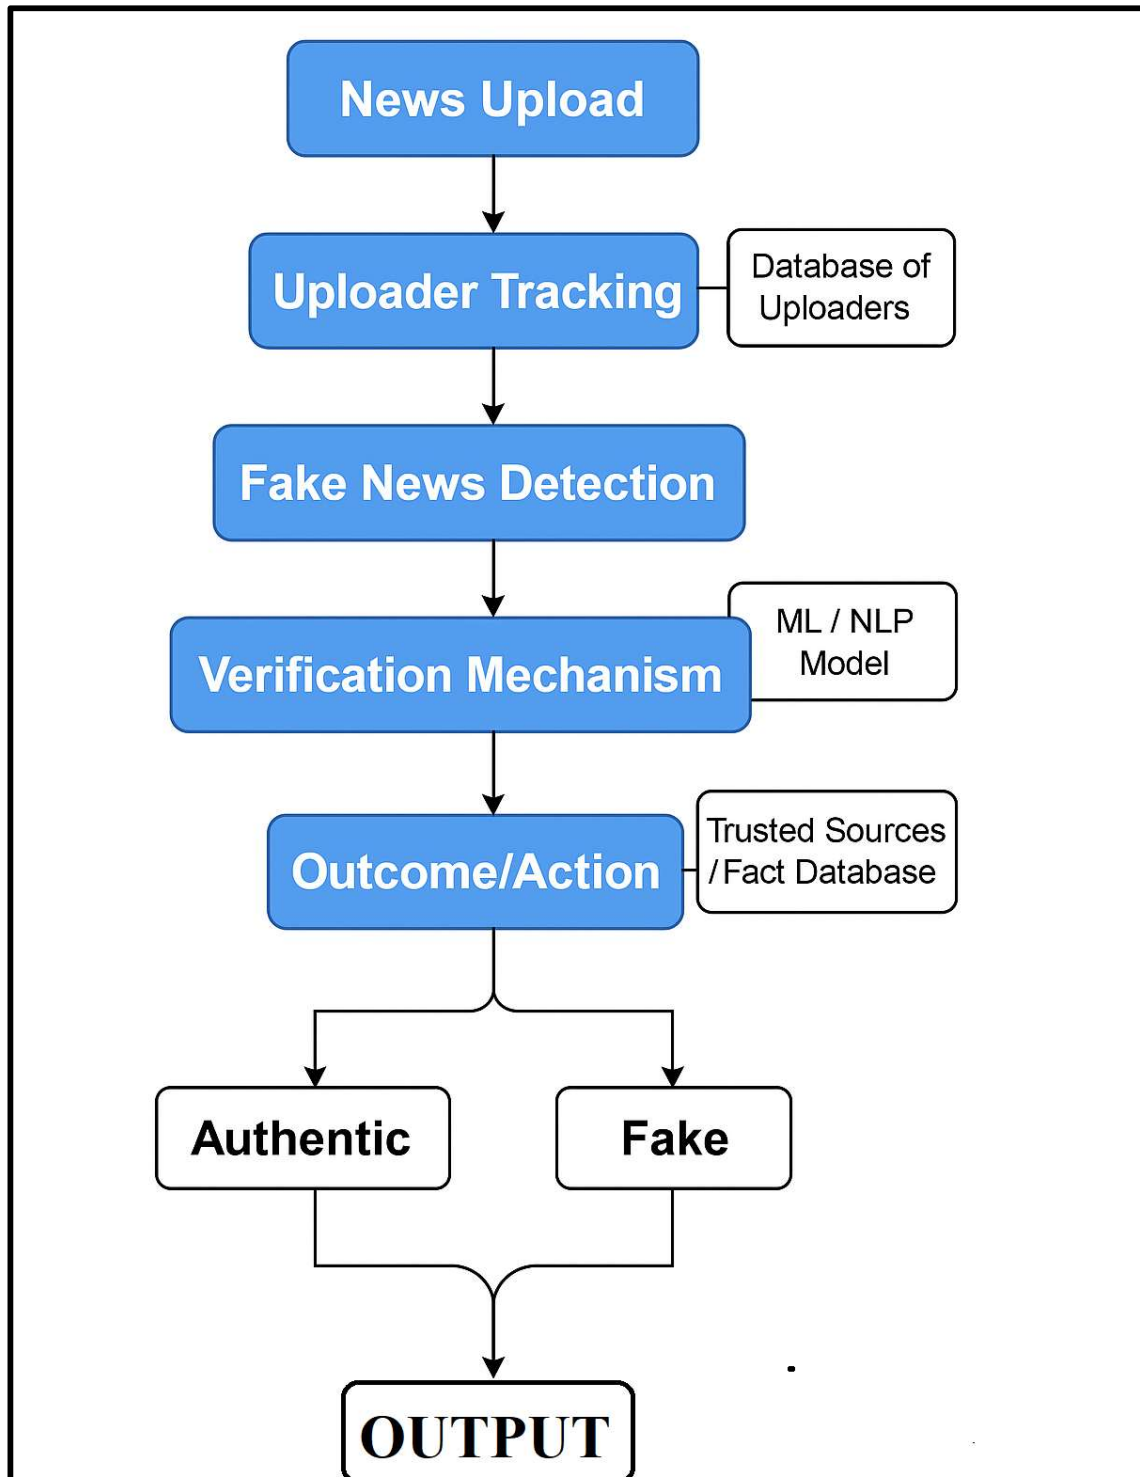 News Upload
Uploader Tracking
Database of
Uploaders
Fake News Detection
ML / NLP
Model
Verification Mechanism
Trusted Sources
/Fact Database
Outcome/Action
Authentic
Fake
OUTPUT